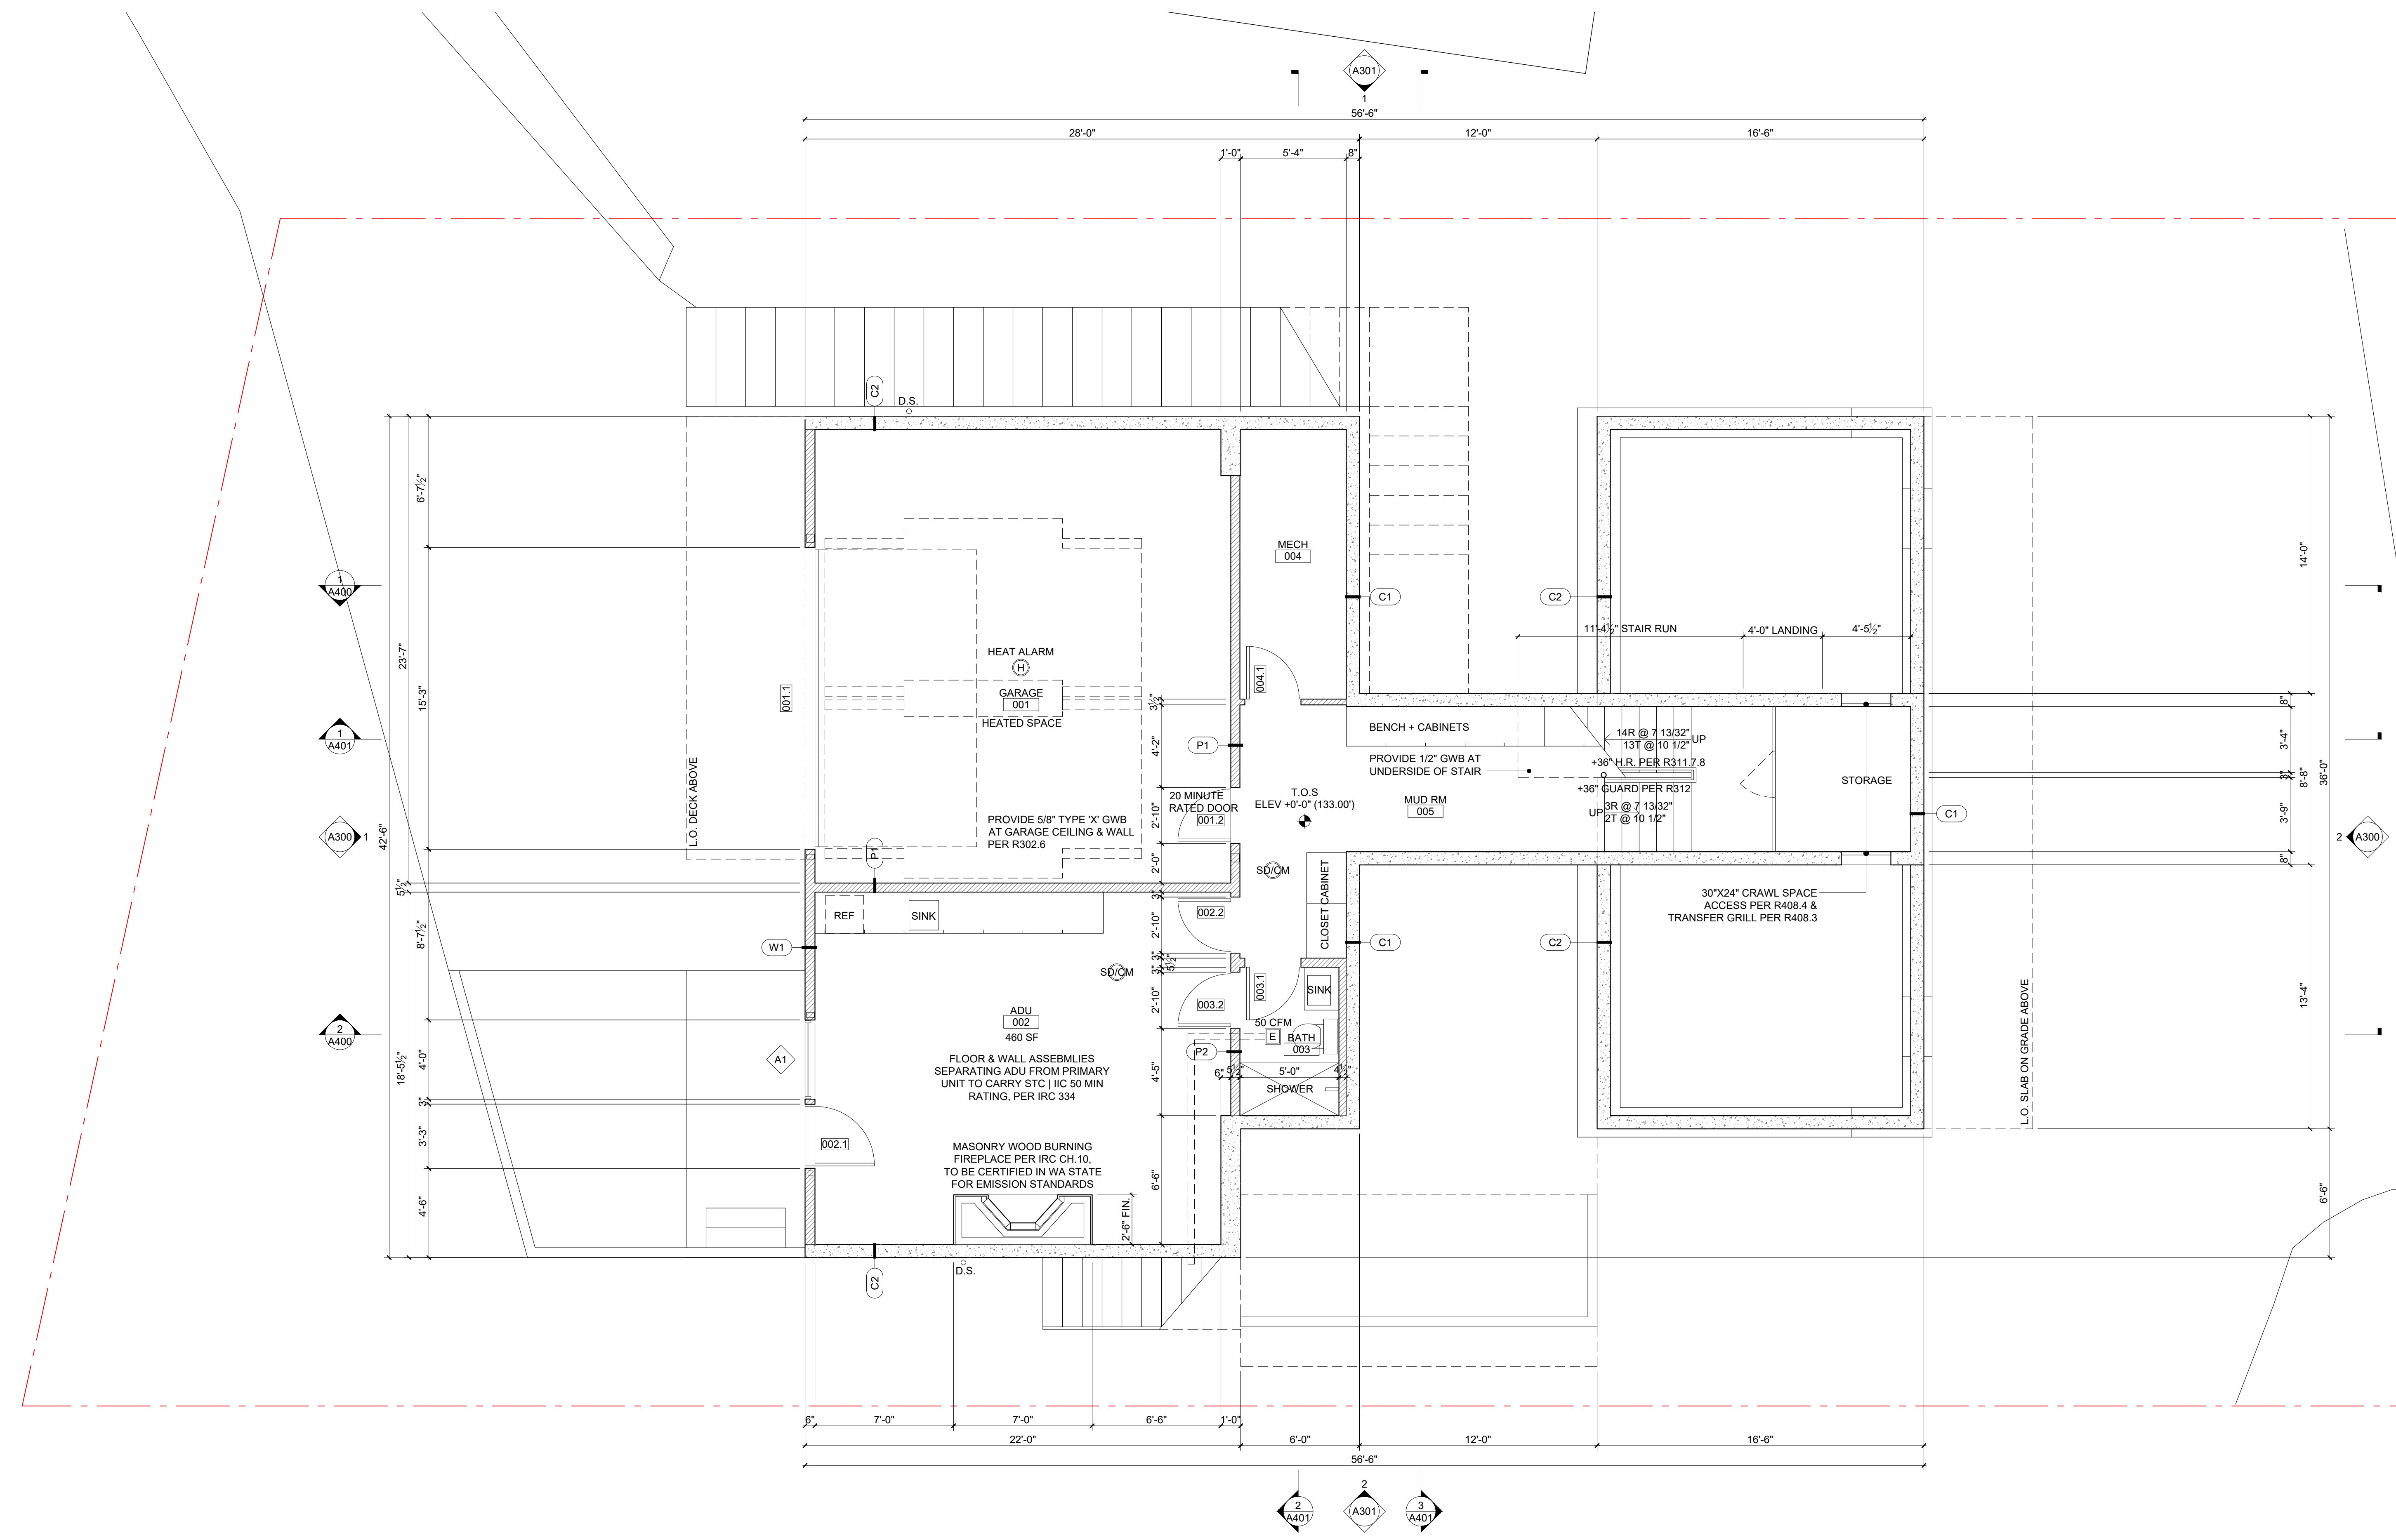 A301
1
56'-6"
28'-0"
12'-0"
16'-6"
1'-0"
5'-4"
8"
C2
D.S.
6'-7½"
23'-7"
42'-6"
15'-3"
5½"
8'-7½"
18'-5½"
4'-0"
3"
3'-3"
4'-6"
1
A400
1
A401
A300
1
2
A400
L.O. DECK ABOVE
001.1
HEAT ALARM
H
GARAGE
001
HEATED SPACE
PROVIDE 5/8" TYPE 'X' GWB
AT GARAGE CEILING & WALL
PER R302.6
P1
P1
MECH
004
004.1
C1
C2
3½"
4'-2"
2'-10"
2'-0"
3"
2'-10"
3"
5½"
3"
2'-10"
4'-5"
6'-6"
20 MINUTE
RATED DOOR
001.2
T.O.S
ELEV +0'-0" (133.00')
BENCH + CABINETS
PROVIDE 1/2" GWB AT
UNDERSIDE OF STAIR
MUD RM
005
11'-4½" STAIR RUN
4'-0" LANDING
4'-5½"
14R @ 7 13/32"
13T @ 10 1/2"
UP
+36" H.R. PER R311.7.8
+36" GUARD PER R312
3R @ 7 13/32"
UP
2T @ 10 1/2"
STORAGE
C1
30"X24" CRAWL SPACE
ACCESS PER R408.4 &
TRANSFER GRILL PER R408.3
SD/CM
CLOSET CABINET
C1
C2
REF
SINK
002.2
W1
SD/CM
003.2
003.1
SINK
50 CFM
E
BATH
003
P2
6"
5½"
5'-0"
4½"
SHOWER
ADU
002
460 SF
FLOOR & WALL ASSEBMLIES
SEPARATING ADU FROM PRIMARY
UNIT TO CARRY STC | IIC 50 MIN
RATING, PER IRC 334
A1
002.1
MASONRY WOOD BURNING
FIREPLACE PER IRC CH.10,
TO BE CERTIFIED IN WA STATE
FOR EMISSION STANDARDS
2'-6" FIN.
C2
D.S.
L.O. SLAB ON GRADE ABOVE
14'-0"
8"
3'-4"
3"
8'-8"
36'-0"
3'-9"
8"
13'-4"
6'-6"
2
A300
6"
7'-0"
7'-0"
6'-6"
1'-0"
22'-0"
6'-0"
12'-0"
16'-6"
56'-6"
2
A401
2
A301
3
A401